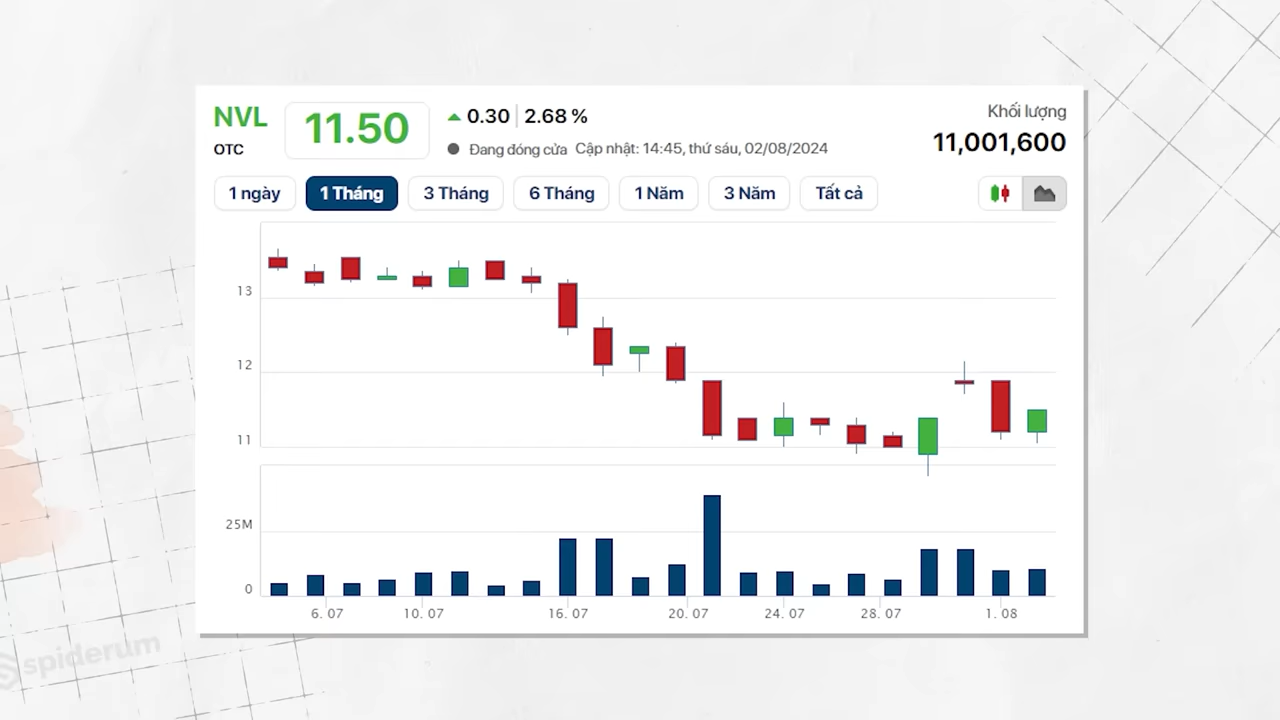 NVL
OTC
11.50
0.30 | 2.68 %
Đang đóng cửa Cập nhật: 14:45, thứ sáu, 02/08/2024
Khối lượng
11,001,600
1 ngày 1 Tháng 3 Tháng 6 Tháng 1 Năm 3 Năm Tất cả
13
12
11
25M
0
6. 07 10. 07 16. 07 20. 07 24. 07 28. 07 1. 08
spiderum